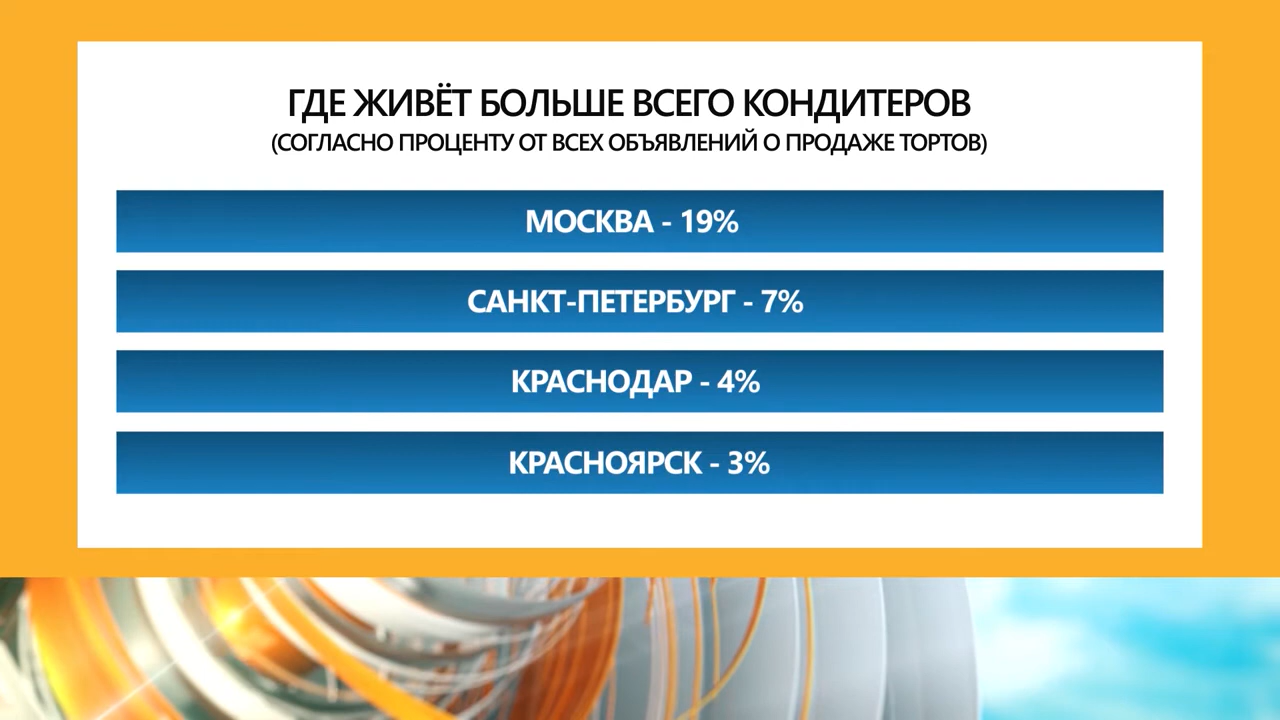 ГДЕ ЖИВЁТ БОЛЬШЕ ВСЕГО КОНДИТЕРОВ
(СОГЛАСНО ПРОЦЕНТУ ОТ ВСЕХ ОБЪЯВЛЕНИЙ О ПРОДАЖЕ ТОРТОВ)
МОСКВА - 19%
САНКТ-ПЕТЕРБУРГ - 7%
КРАСНОДАР - 4%
КРАСНОЯРСК - 3%